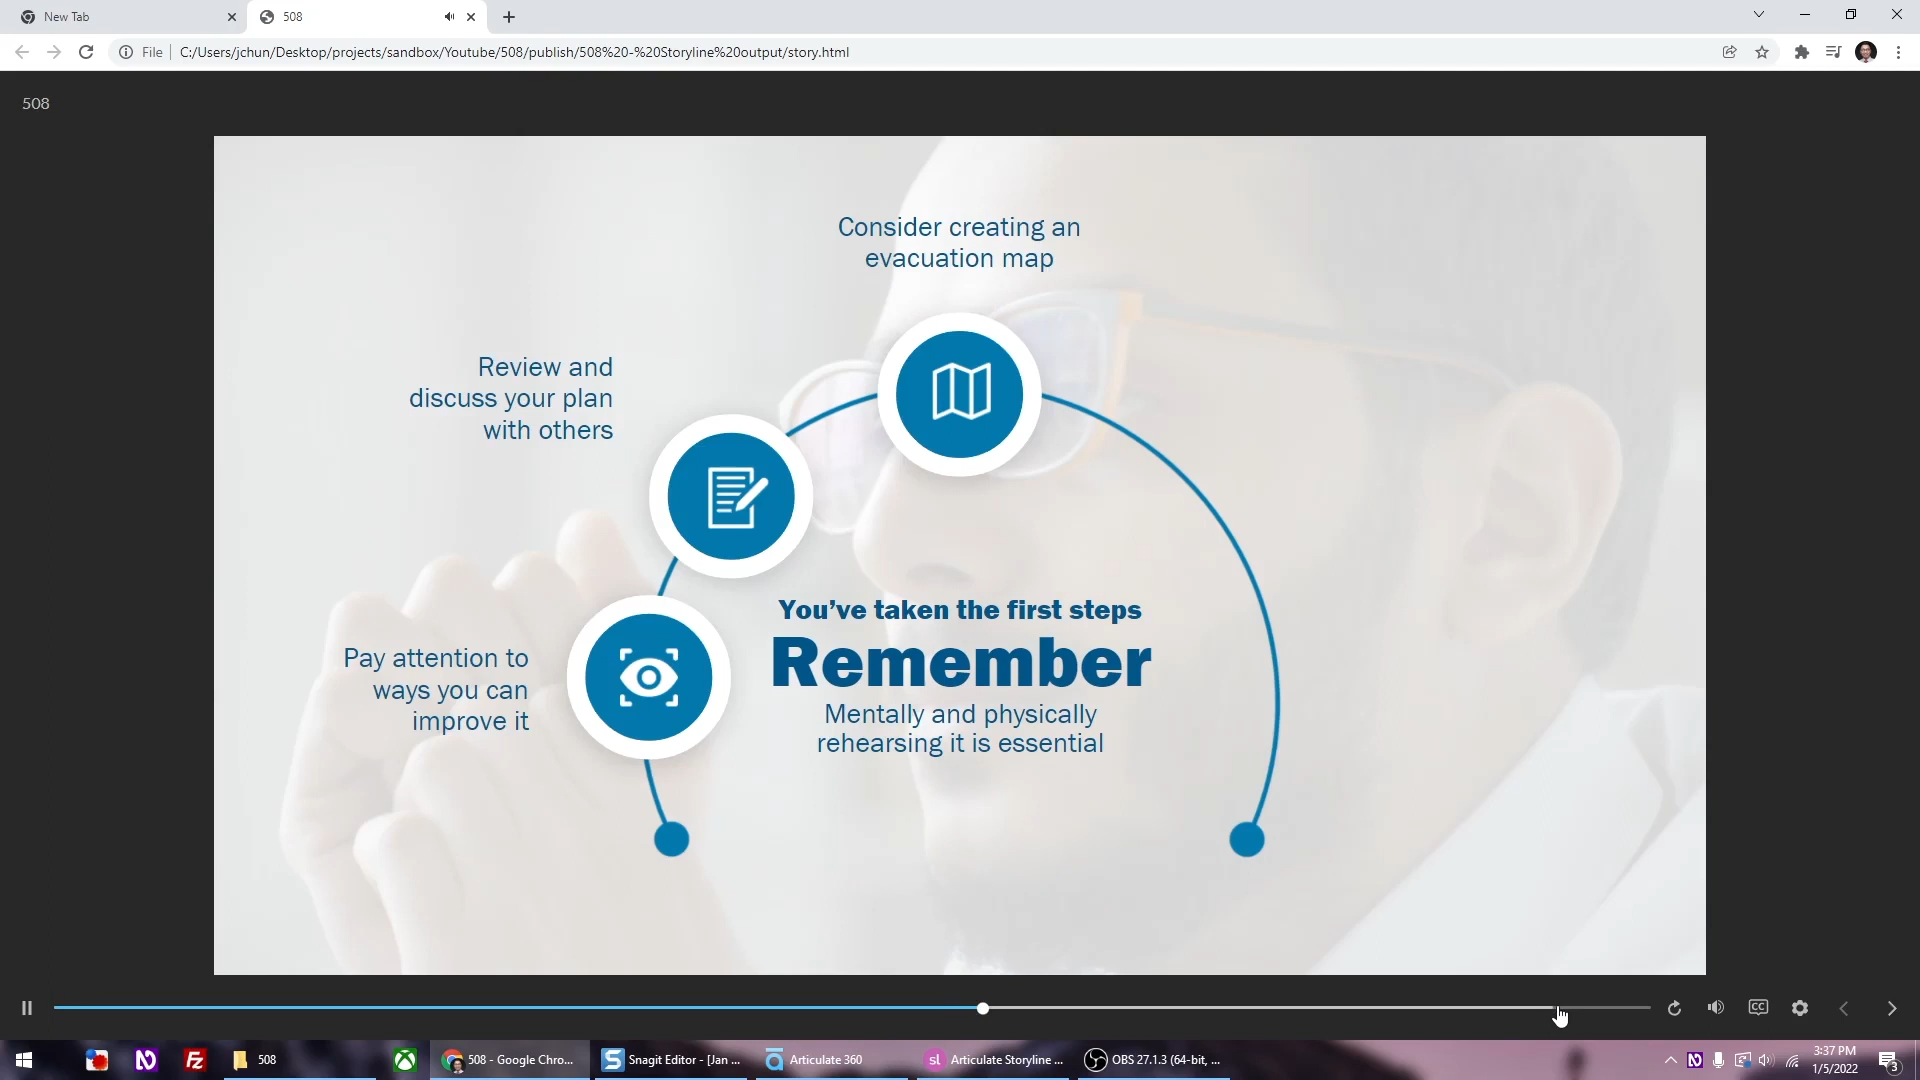 New Tab
508
File
C:/Users/jchun/Desktop/projects/sandbox/Youtube/508/publish/508%20-%20Storyline%20output/story.html
508
Consider creating an
evacuation map
Review and
discuss your plan
with others
You’ve taken the first steps
Remember
Mentally and physically
rehearsing it is essential
Pay attention to
ways you can
improve it
CC
N
Fz
508
508 - Google Chro...
S
Snagit Editor - [Jan ...
Articulate 360
sl
Articulate Storyline ...
OBS 27.1.3 (64-bit, ...
N
3:37 PM
1/5/2022
3